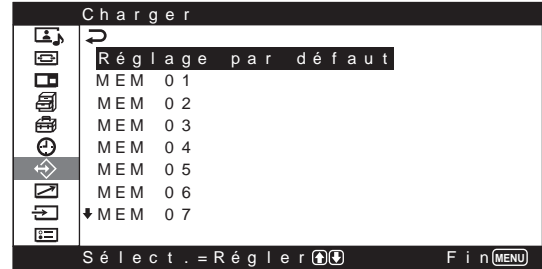 Charger
Réglage par défaut
MEM 01
MEM 02
MEM 03
MEM 04
MEM 05
MEM 06
MEM 07
Sélect.=Régler Fin MENU